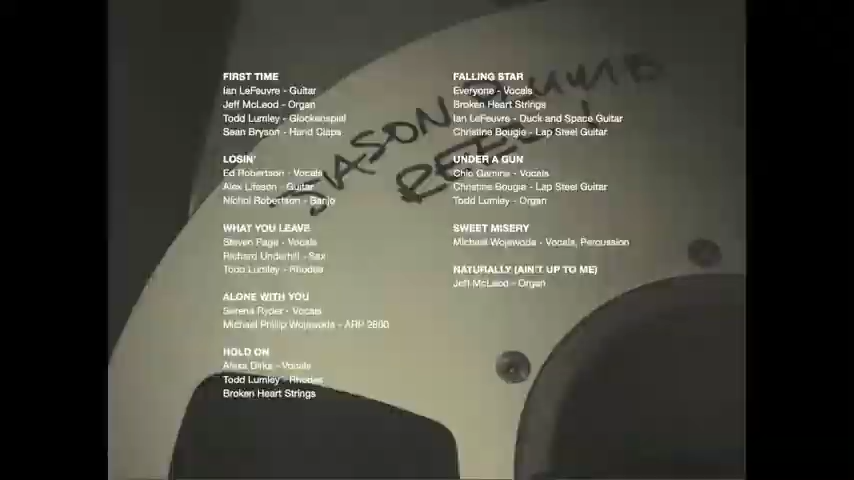 FIRST TIME
Ian LeFeuvre - Guitar
Jeff McLeod - Organ
Todd Lumley - Glockenspiel
Sean Bryson - Hand Claps
LOSIN'
Ed Robertson - Vocals
Alex Lifeson - Guitar
Nichol Robertson - Banjo
WHAT YOU LEAVE
Steven Page - Vocals
Richard Underhill - Sax
Todd Lumley - Rhodes
ALONE WITH YOU
Serena Ryder - Vocals
Michael Phillip Wojewoda - ARP 2600
HOLD ON
Alexa Dirks - Vocals
Todd Lumley - Rhodes
Broken Heart Strings
FALLING STAR
Everyone - Vocals
Broken Heart Strings
Ian LeFeuvre - Duck and Space Guitar
Christine Bougie - Lap Steel Guitar
UNDER A GUN
Chic Gamine - Vocals
Christine Bougie - Lap Steel Guitar
Todd Lumley - Organ
SWEET MISERY
Michael Wojewoda - Vocals, Percussion
NATURALLY (AIN'T UP TO ME)
Jeff McLeod - Organ
JASON
REEL